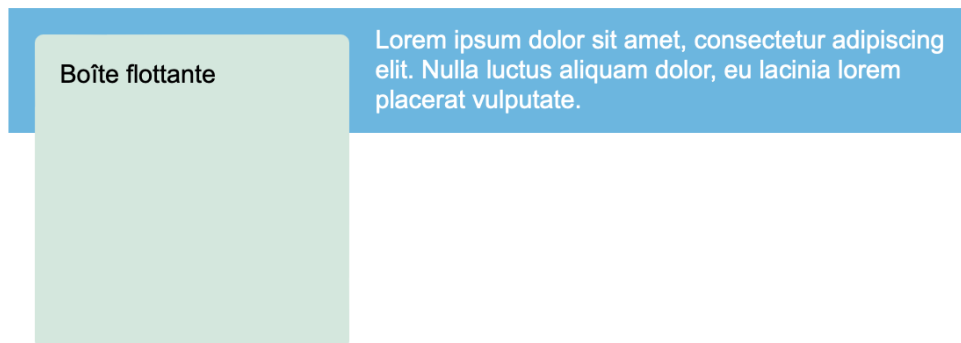 Boîte flottante
Lorem ipsum dolor sit amet, consectetur adipiscing
elit. Nulla luctus aliquam dolor, eu lacinia lorem
placerat vulputate.